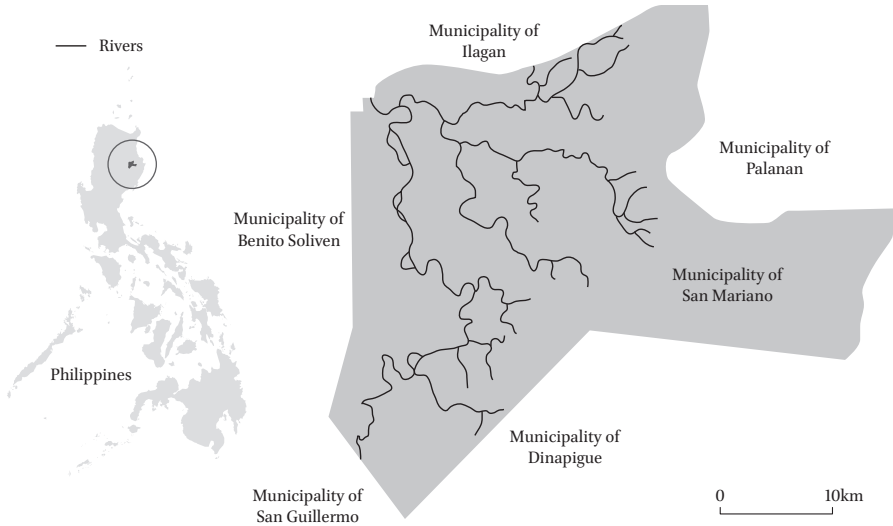 Rivers
Philippines
Municipality of
Ilagan
Municipality of
Palanan
Municipality of
Benito Soliven
Municipality of
San Mariano
Municipality of
Dinapigue
Municipality of
San Guillermo
0 10km